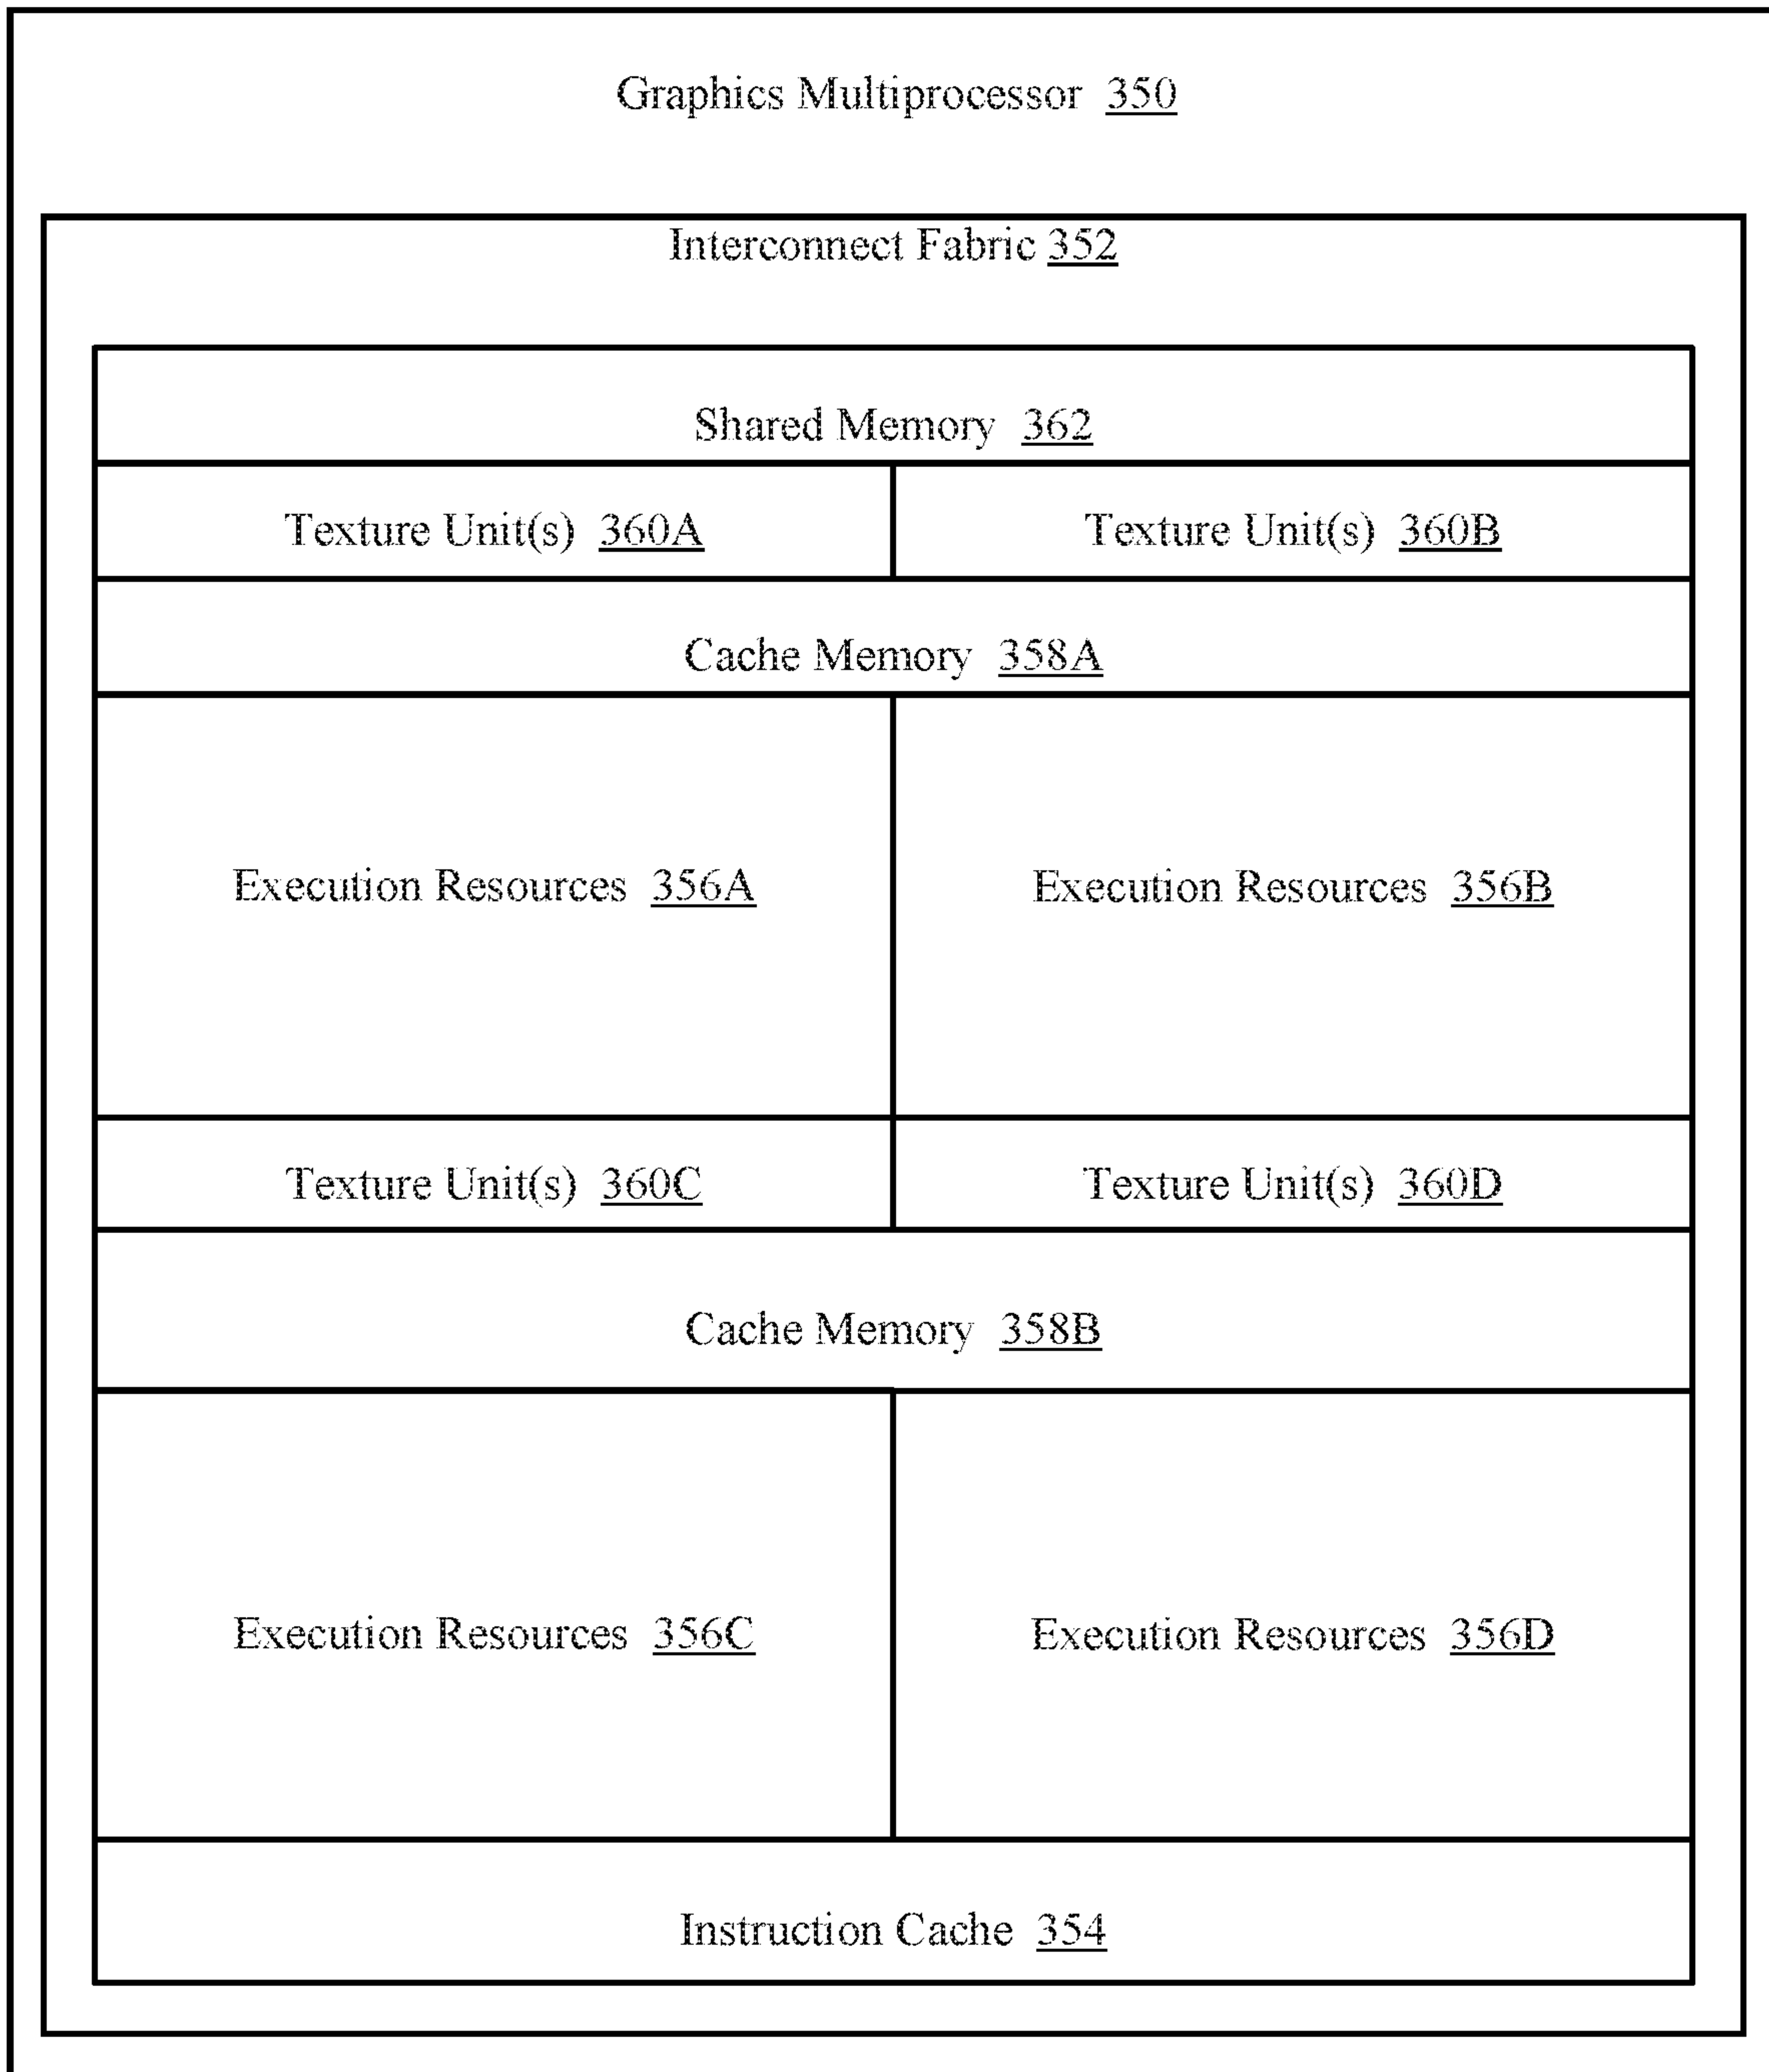 Graphics Multiprocessor 350
Interconnect Fabric 352
Shared Memory 362
Texture Unit(s) 360A
Texture Unit(s) 360B
Cache Memory 358A
Execution Resources 356A
Execution Resources 356B
Texture Unit(s) 360C
Texture Unit(s) 360D
Cache Memory 358B
Execution Resources 356C
Execution Resources 356D
Instruction Cache 354